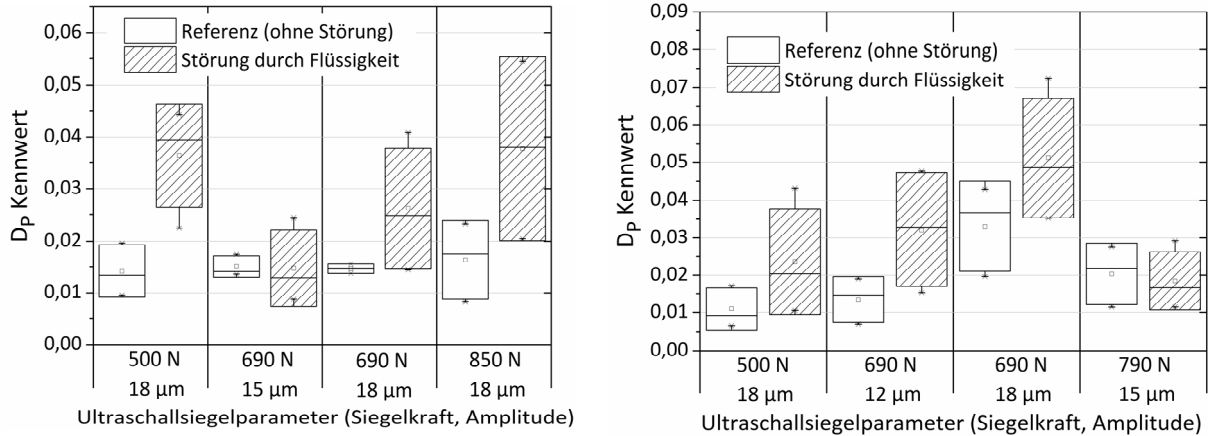 0,06
0,05
0,04
0,03
0,02
0,01
0,00
D_P Kennwert
Referenz (ohne Störung)
Störung durch Flüssigkeit
500 N 690 N 690 N 850 N
18 µm 15 µm 18 µm 18 µm
Ultraschallsiegelparameter (Siegelkraft, Amplitude)
0,09
0,08
0,07
0,06
0,05
0,04
0,03
0,02
0,01
0,00
D_P Kennwert
Referenz (ohne Störung)
Störung durch Flüssigkeit
500 N 690 N 690 N 790 N
18 µm 12 µm 18 µm 15 µm
Ultraschallsiegelparameter (Siegelkraft, Amplitude)